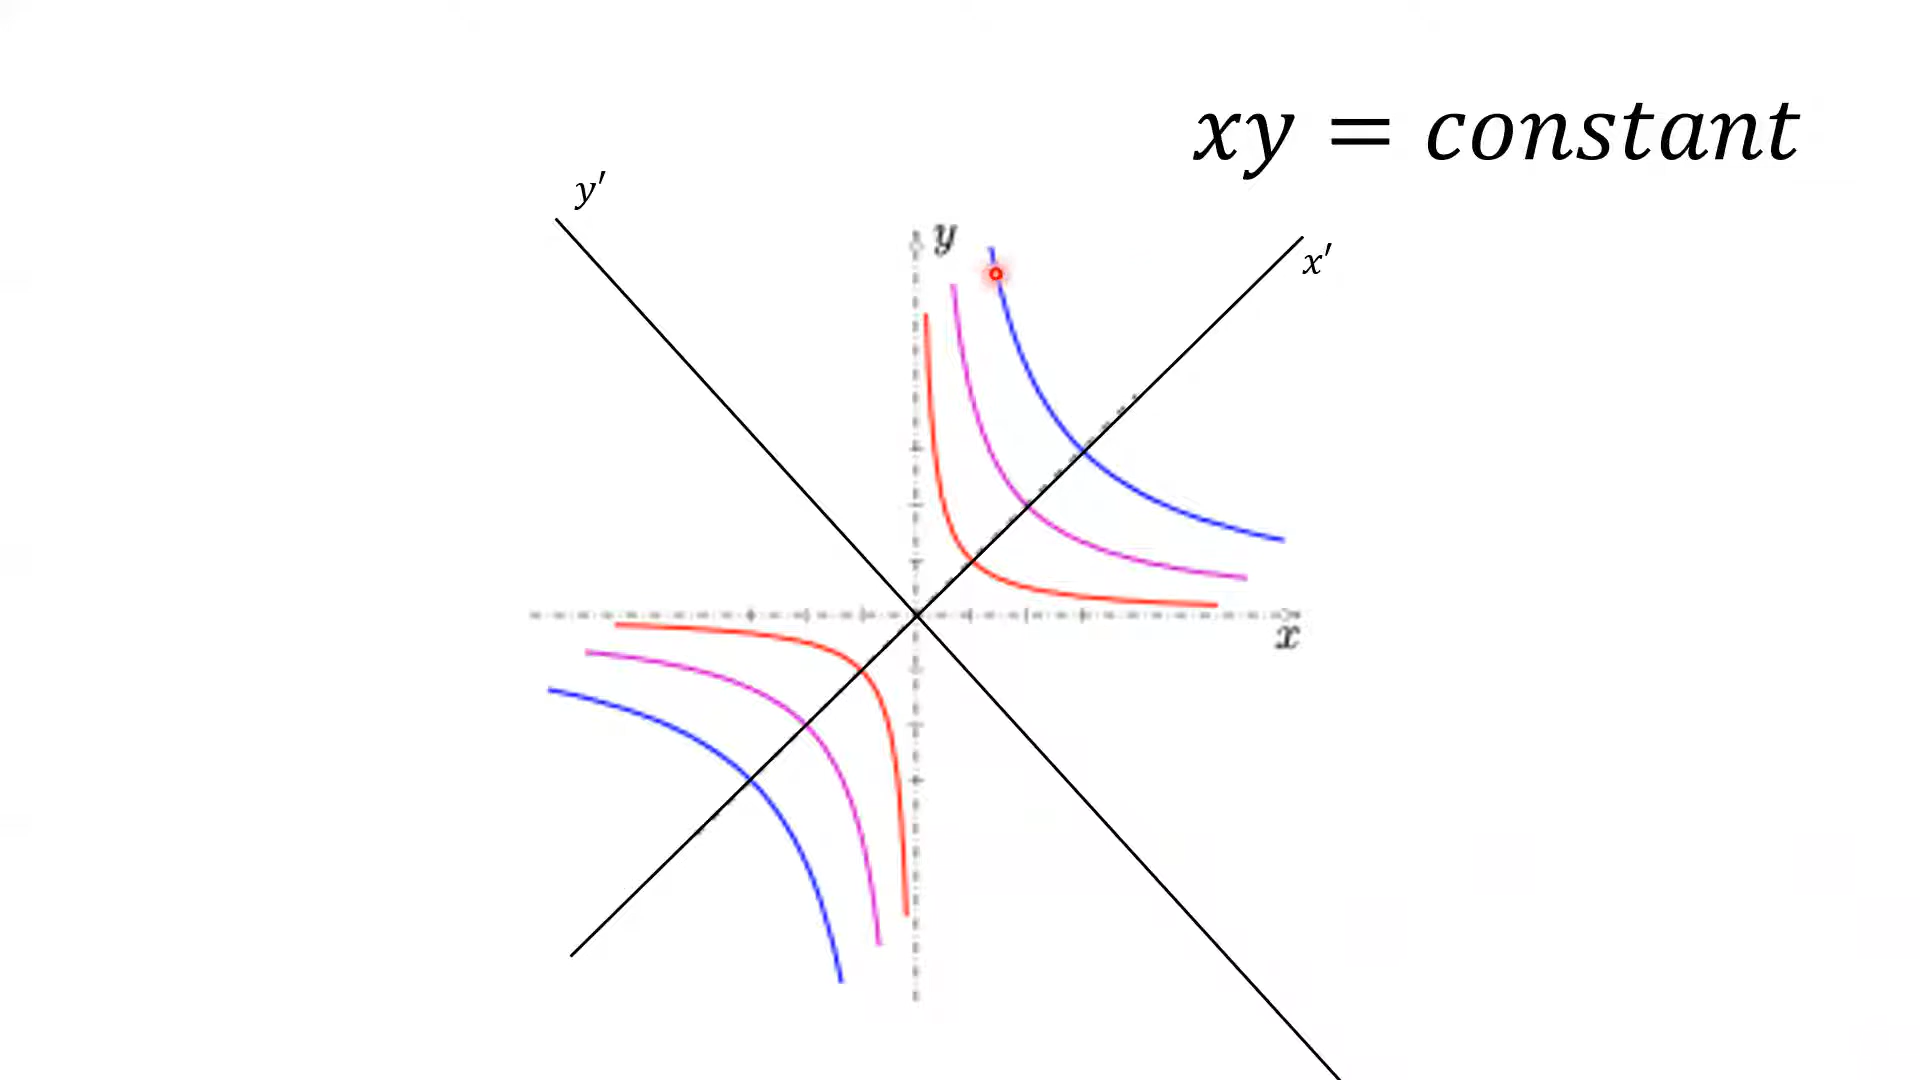 xy = constant
y′
y
x′
x